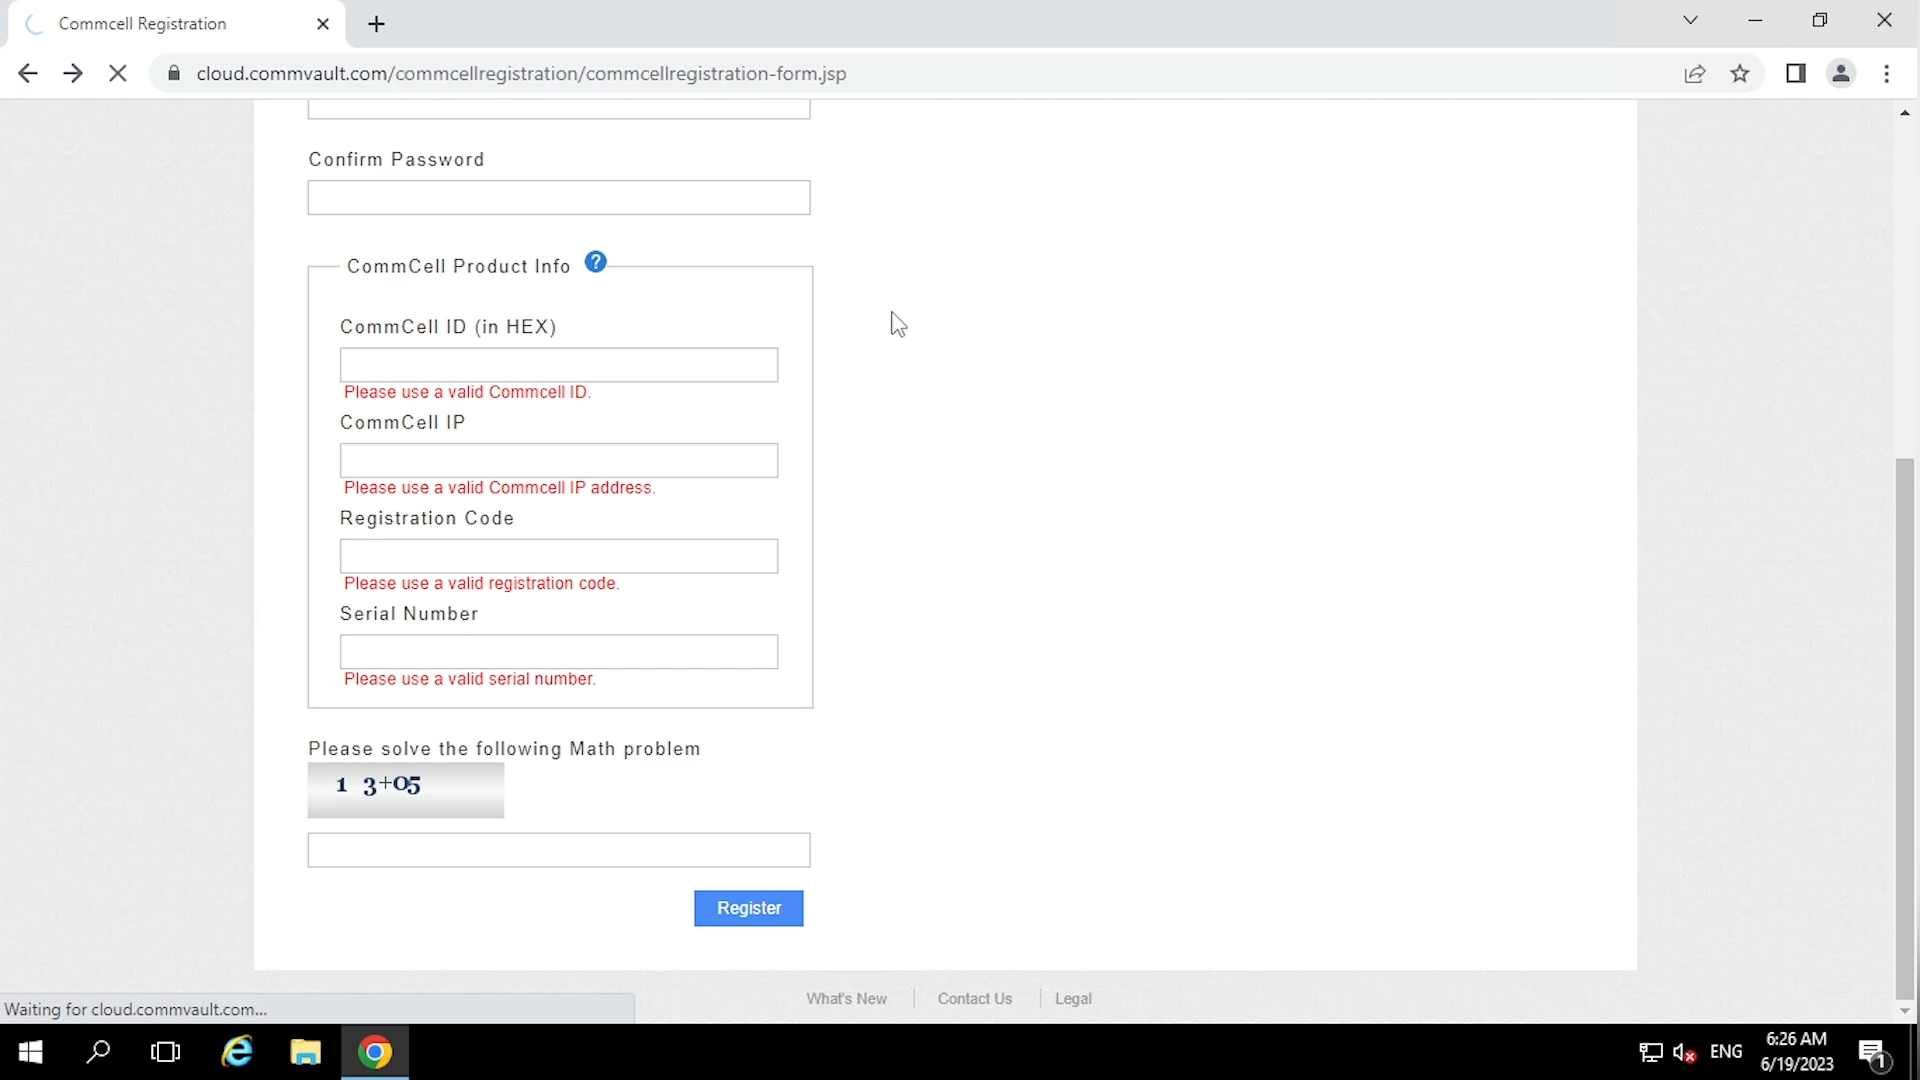 Commcell Registration
cloud.commvault.com/commcellregistration/commcellregistration-form.jsp
Confirm Password
CommCell Product Info ?
CommCell ID (in HEX)
Please use a valid Commcell ID.
CommCell IP
Please use a valid Commcell IP address.
Registration Code
Please use a valid registration code.
Serial Number
Please use a valid serial number.
Please solve the following Math problem
1 3+05
Register
What's New | Contact Us | Legal
Waiting for cloud.commvault.com...
ENG
6:26 AM
6/19/2023
1